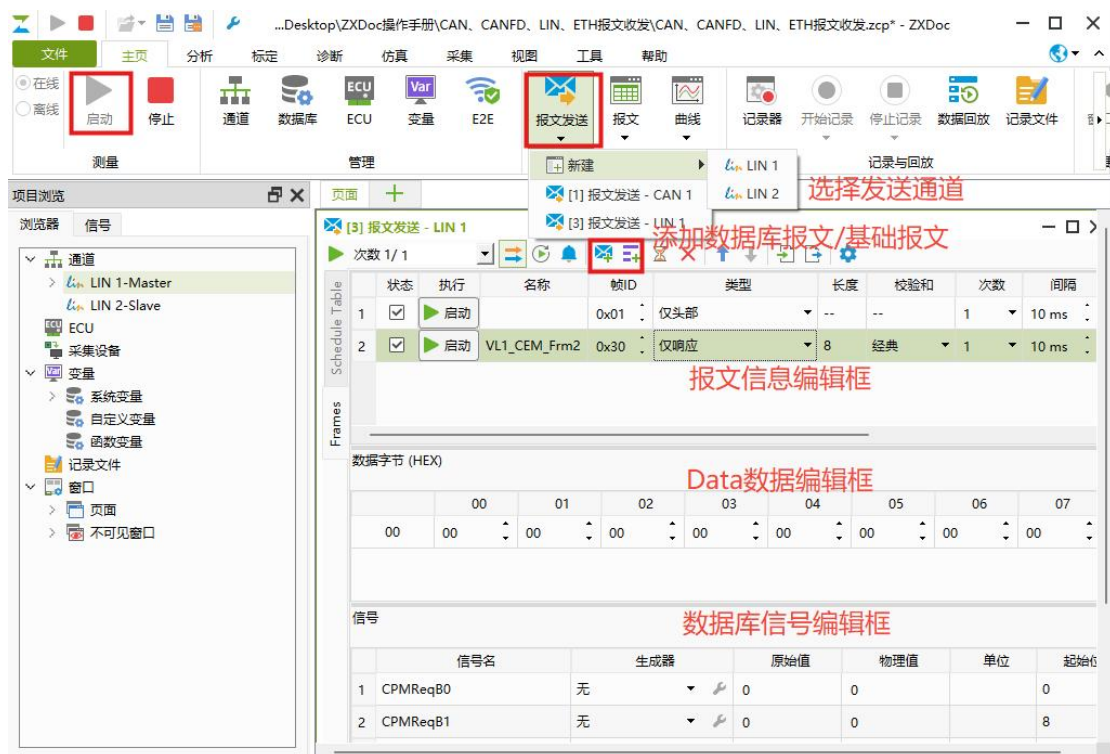 ...Desktop\ZXDoc操作手册\CAN、CANFD、LIN、ETH报文收发\CAN、CANFD、LIN、ETH报文收发.zcp* - ZXDoc
文件 主页 分析 标定 诊断 仿真 采集 视图 工具 帮助
在线
离线
启动 停止 通道 数据库 ECU 变量 E2E 报文发送 报文 曲线 记录器 开始记录 停止记录 数据回放 记录文件
测量 管理 记录与回放
新建 LIN 1
[1] 报文发送 - CAN 1 LIN 2 选择发送通道
[3] 报文发送 - LIN 1
添加数据库报文/基础报文
项目浏览 页面
浏览器 信号
[3] 报文发送 - LIN 1
次数 1/ 1
通道
LIN 1-Master
LIN 2-Slave
ECU
采集设备
变量
系统变量
自定义变量
函数变量
记录文件
窗口
页面
不可见窗口
Schedule Table
Frames
状态 执行 名称 帧ID 类型 长度 校验和 次数 间隔
1 启动 0x01 仅头部 -- -- 1 10 ms
2 启动 VL1_CEM_Frm2 0x30 仅响应 8 经典 1 10 ms
报文信息编辑框
数据字节 (HEX)
Data数据编辑框
00 01 02 03 04 05 06 07
00 00 00 00 00 00 00 00 00
信号
数据库信号编辑框
信号名 生成器 原始值 物理值 单位 起始位
1 CPMReqB0 无 0 0 0
2 CPMReqB1 无 0 0 8